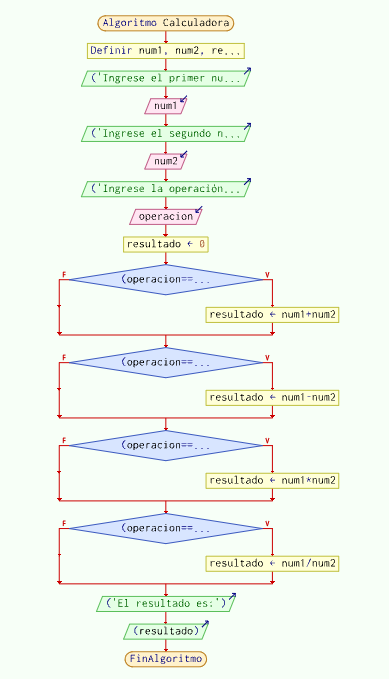 Algoritmo Calculadora
Definir num1, num2, re...
('Ingrese el primer nu...
num1
('Ingrese el segundo n...
num2
('Ingrese la operación...
operacion
resultado ← 0
F
V
(operacion==...
resultado ← num1+num2
F
V
(operacion==...
resultado ← num1-num2
F
V
(operacion==...
resultado ← num1*num2
F
V
(operacion==...
resultado ← num1/num2
('El resultado es:')
(resultado)
FinAlgoritmo